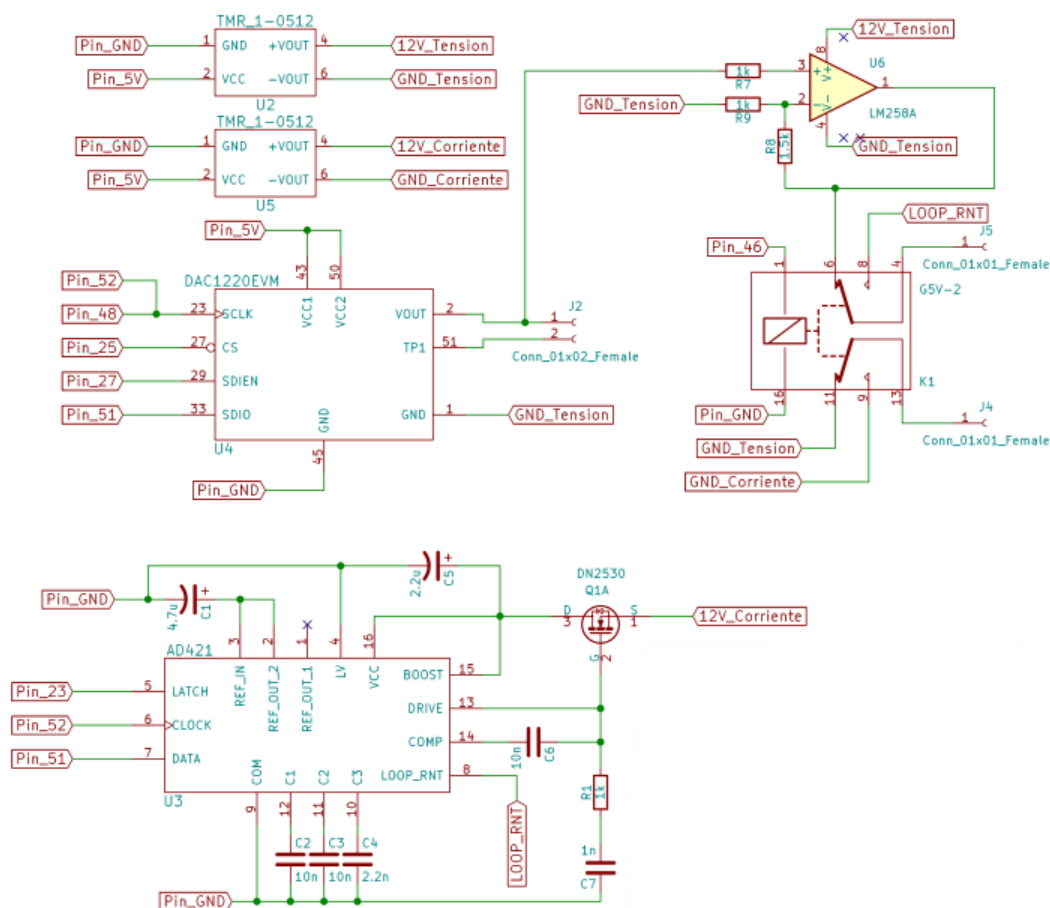 TMR_1-0512
Pin_GND 1 GND +VOUT 4 12V_Tension
Pin_5V 2 VCC -VOUT 6 GND_Tension
U2
TMR_1-0512
Pin_GND 1 GND +VOUT 4 12V_Corriente
Pin_5V 2 VCC -VOUT 6 GND_Corriente
U5
12V_Tension
8
V+
U6
1k
R7
3
+
GND_Tension
1k
R9
2
-
1
V-
4
LM258A
GND_Tension
R8
1.5k
Pin_5V
43
50
DAC1220EVM
VCC1
VCC2
Pin_52
Pin_48 23 SCLK
Pin_25 27 CS
Pin_27 29 SDIEN
Pin_51 33 SDIO
VOUT 2
TP1 51
GND 1 GND_Tension
J2
1
2
Conn_01x02_Female
GND
45
U4
Pin_GND
LOOP_RNT
Pin_46
J5
1
Conn_01x01_Female
1
6
8
4
G5V-2
K1
16
11
9
13
Pin_GND
J4
1
Conn_01x01_Female
GND_Tension
GND_Corriente
2.2u
+
C5
DN2530
Q1A
Pin_GND
4.7u
+
C1
D
3
S
1
12V_Corriente
G
2
AD421
3
2
1
4
16
REF_IN
REF_OUT_2
REF_OUT_1
LV
VCC
BOOST 15
Pin_23 5 LATCH
DRIVE 13
Pin_52 6 CLOCK
COMP 14
10n
C6
Pin_51 7 DATA
LOOP_RNT 8
COM
C1
C2
C3
U3
9
12
11
10
R1
1k
LOOP_RNT
C2
10n
C3
10n
C4
2.2n
1n
C7
Pin_GND